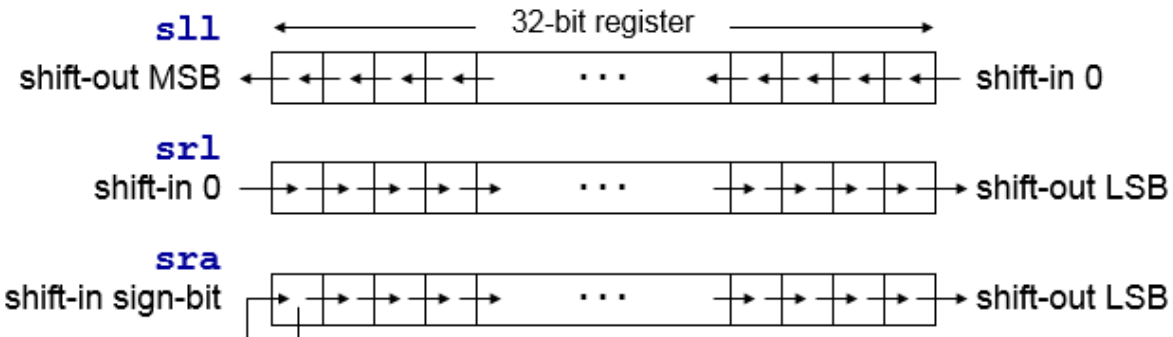 sll 32-bit register
shift-out MSB ... shift-in 0
srl
shift-in 0 ... shift-out LSB
sra
shift-in sign-bit ... shift-out LSB